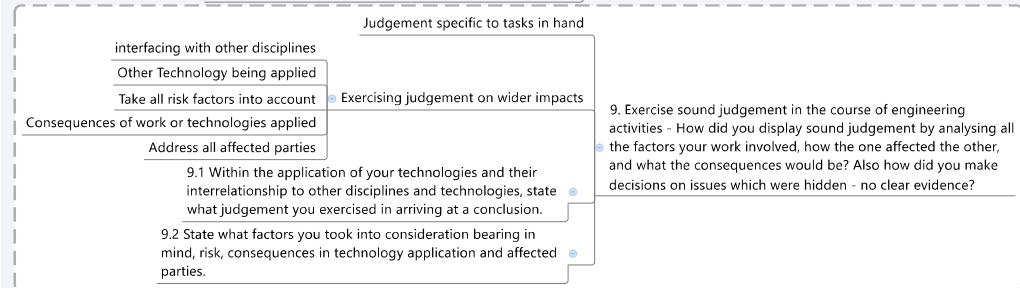 Judgement specific to tasks in hand
interfacing with other disciplines
Other Technology being applied
Take all risk factors into account
Consequences of work or technologies applied
Address all affected parties
Exercising judgement on wider impacts
9.1 Within the application of your technologies and their
interrelationship to other disciplines and technologies, state
what judgement you exercised in arriving at a conclusion.
9.2 State what factors you took into consideration bearing in
mind, risk, consequences in technology application and affected
parties.
9. Exercise sound judgement in the course of engineering
activities - How did you display sound judgement by analysing all
the factors your work involved, how the one affected the other,
and what the consequences would be? Also how did you make
decisions on issues which were hidden - no clear evidence?